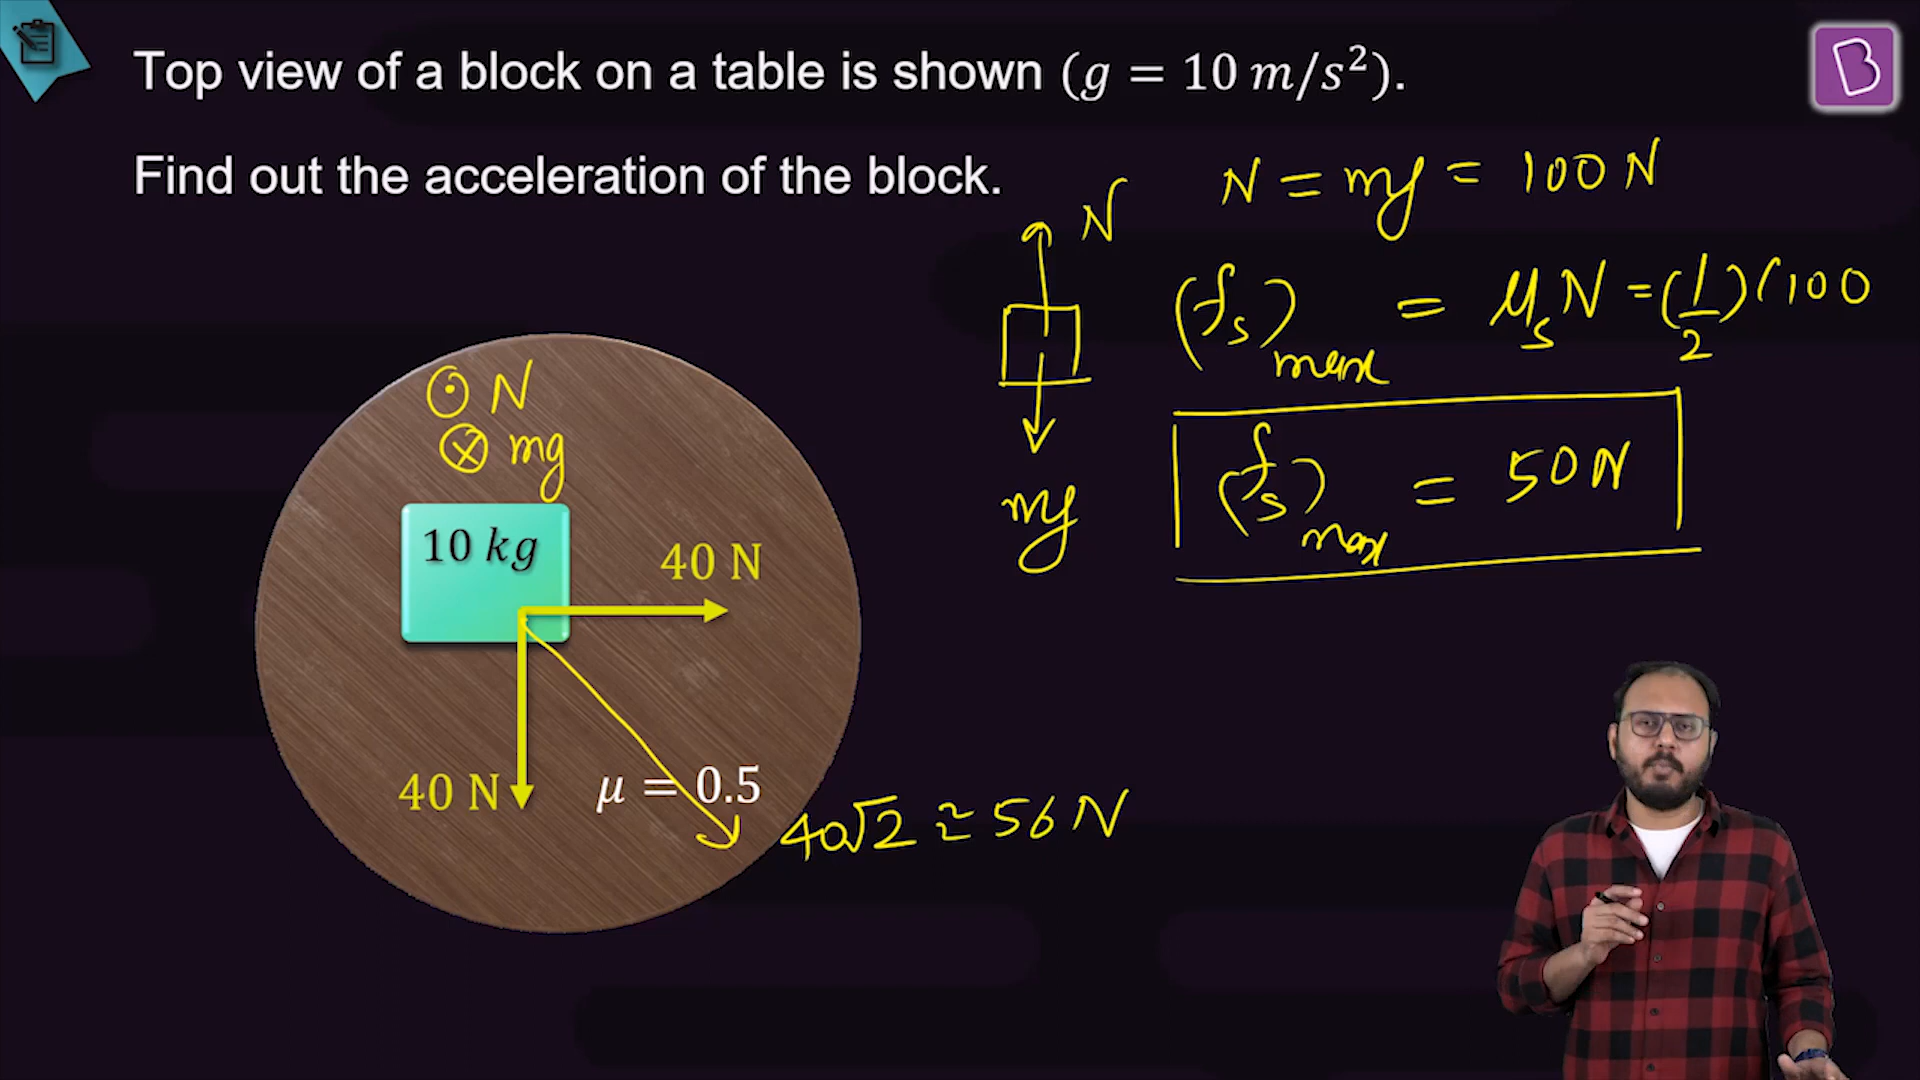 Top view of a block on a table is shown (g = 10 m/s²).
Find out the acceleration of the block.
N = mg = 100 N
N
(fs)max = μsN = (1/2)(100
mg
(fs)max = 50 N
N
mg
10 kg
40 N
40 N
μ = 0.5
40√2 ≃ 56 N
B